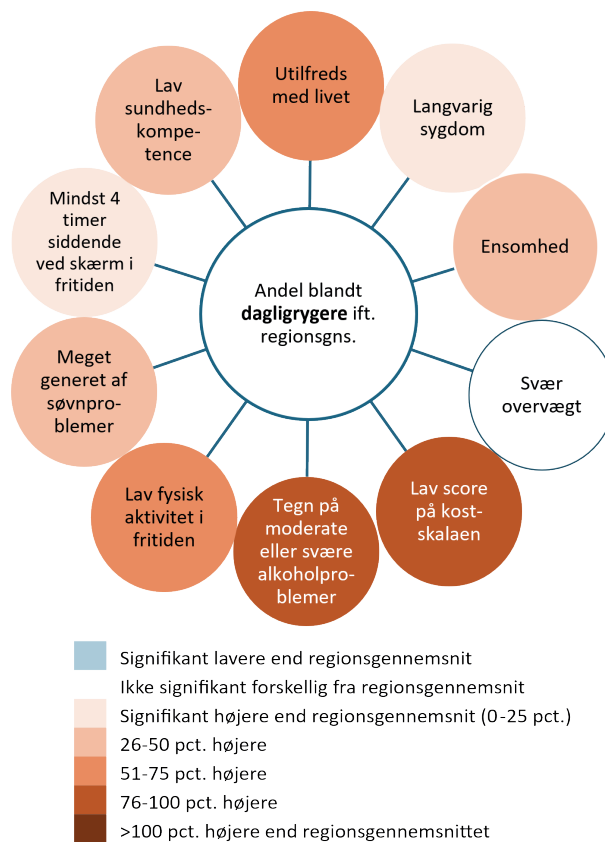 Utilfreds
med livet
Langvarig
sygdom
Ensomhed
Svær
overvægt
Lav score
på kost-
skalaen
Tegn på
moderate
eller svære
alkoholpro-
blemer
Lav fysisk
aktivitet i
fritiden
Meget
generet af
søvnpro-
blemer
Mindst 4
timer
siddende
ved skærm i
fritiden
Lav
sundheds-
kompe-
tence
Andel blandt
dagligrygere ift.
regionsgns.
Signifikant lavere end regionsgennemsnit
Ikke signifikant forskellig fra regionsgennemsnit
Signifikant højere end regionsgennemsnit (0-25 pct.)
26-50 pct. højere
51-75 pct. højere
76-100 pct. højere
>100 pct. højere end regionsgennemsnittet